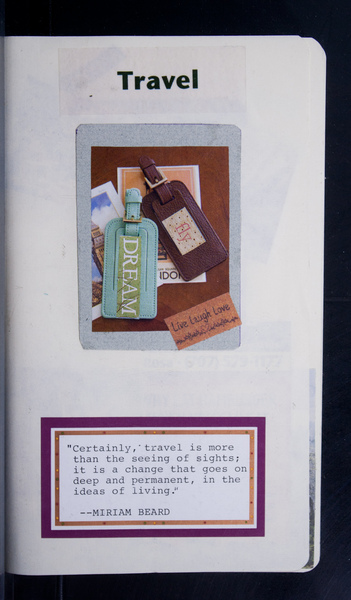 Travel
DREAM
Live Laugh Love
"Certainly, travel is more
than the seeing of sights;
it is a change that goes on
deep and permanent, in the
ideas of living."
--MIRIAM BEARD